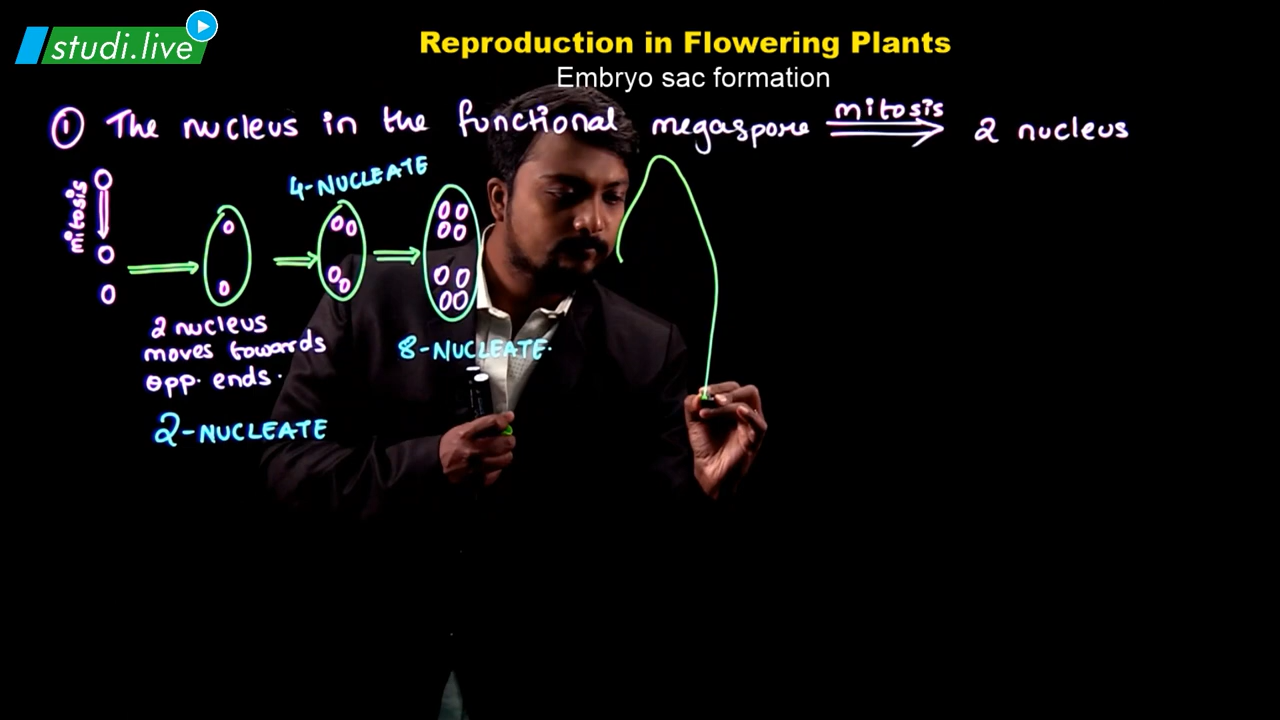 studi.live
Reproduction in Flowering Plants
Embryo sac formation
① The nucleus in the functional megaspore mitosis 2 nucleus
mitosis
4-NUCLEATE
2 nucleus
moves towards
opp. ends.
2-NUCLEATE
8-NUCLEATE.